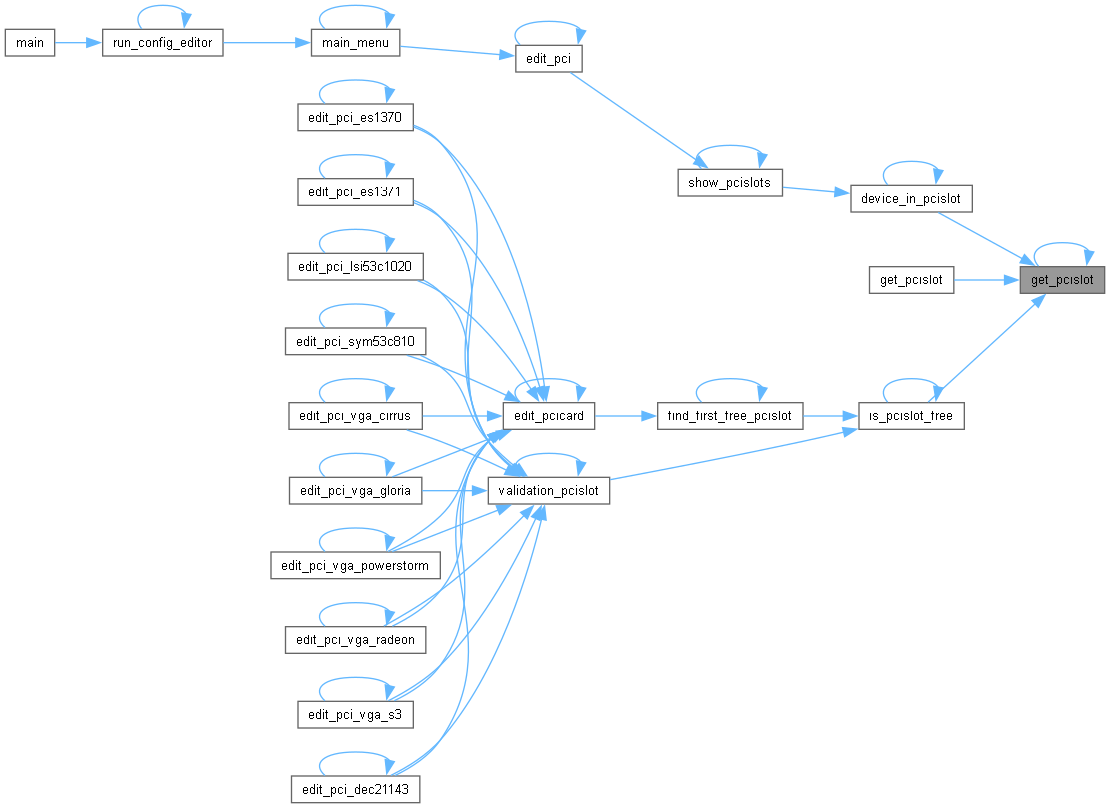 main
run_config_editor
main_menu
edit_pci
edit_pci_es1370
edit_pci_es1371
show_pcislots
device_in_pcislot
edit_pci_lsi53c1020
get_pcislot
get_pcislot
edit_pci_sym53c810
edit_pci_vga_cirrus
edit_pcicard
find_first_free_pcislot
is_pcislot_free
edit_pci_vga_gloria
validation_pcislot
edit_pci_vga_powerstorm
edit_pci_vga_radeon
edit_pci_vga_s3
edit_pci_dec21143